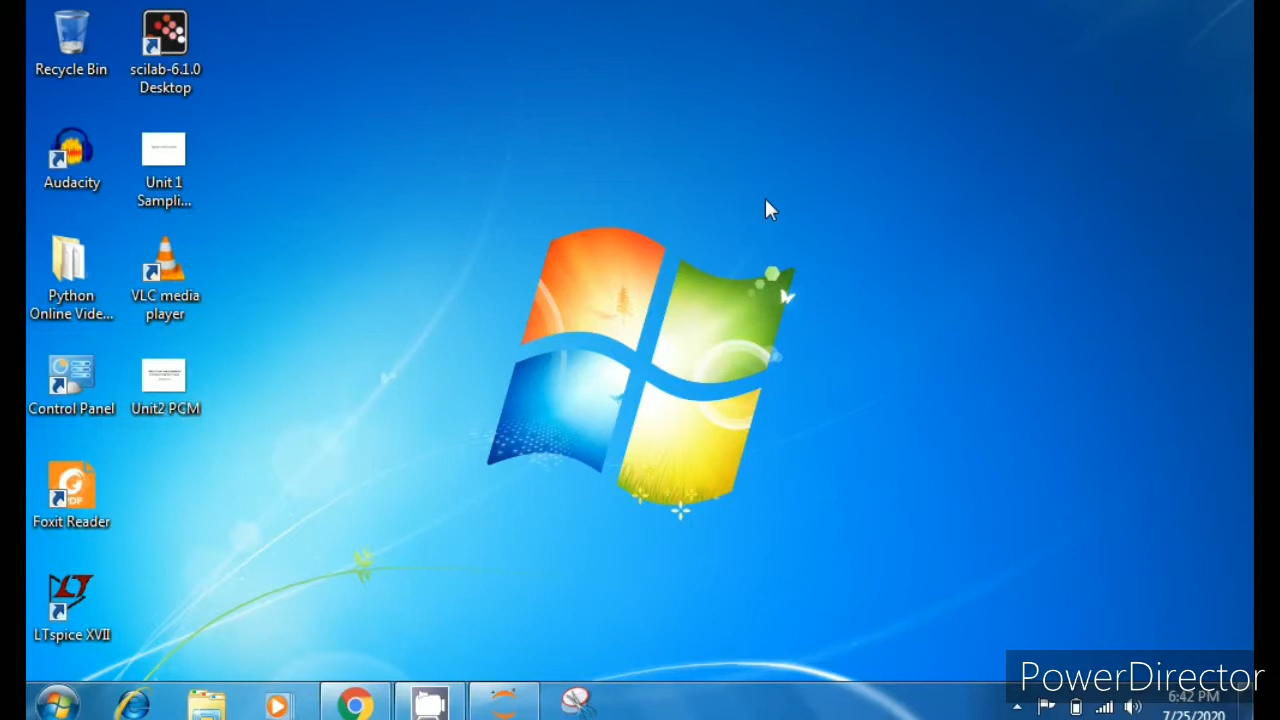 Recycle Bin
scilab-6.1.0
Desktop
Audacity
Unit 1
Sampli...
Python
Online Vide...
VLC media
player
Control Panel
Unit2 PCM
Foxit Reader
LTspice XVII
PowerDirector
6:42 PM
7/25/2020